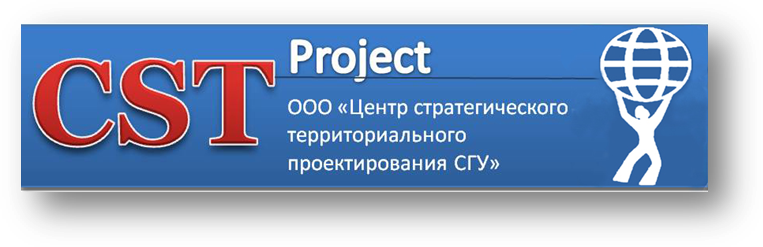 CST
Project
ООО «Центр стратегического
территориального
проектирования СГУ»